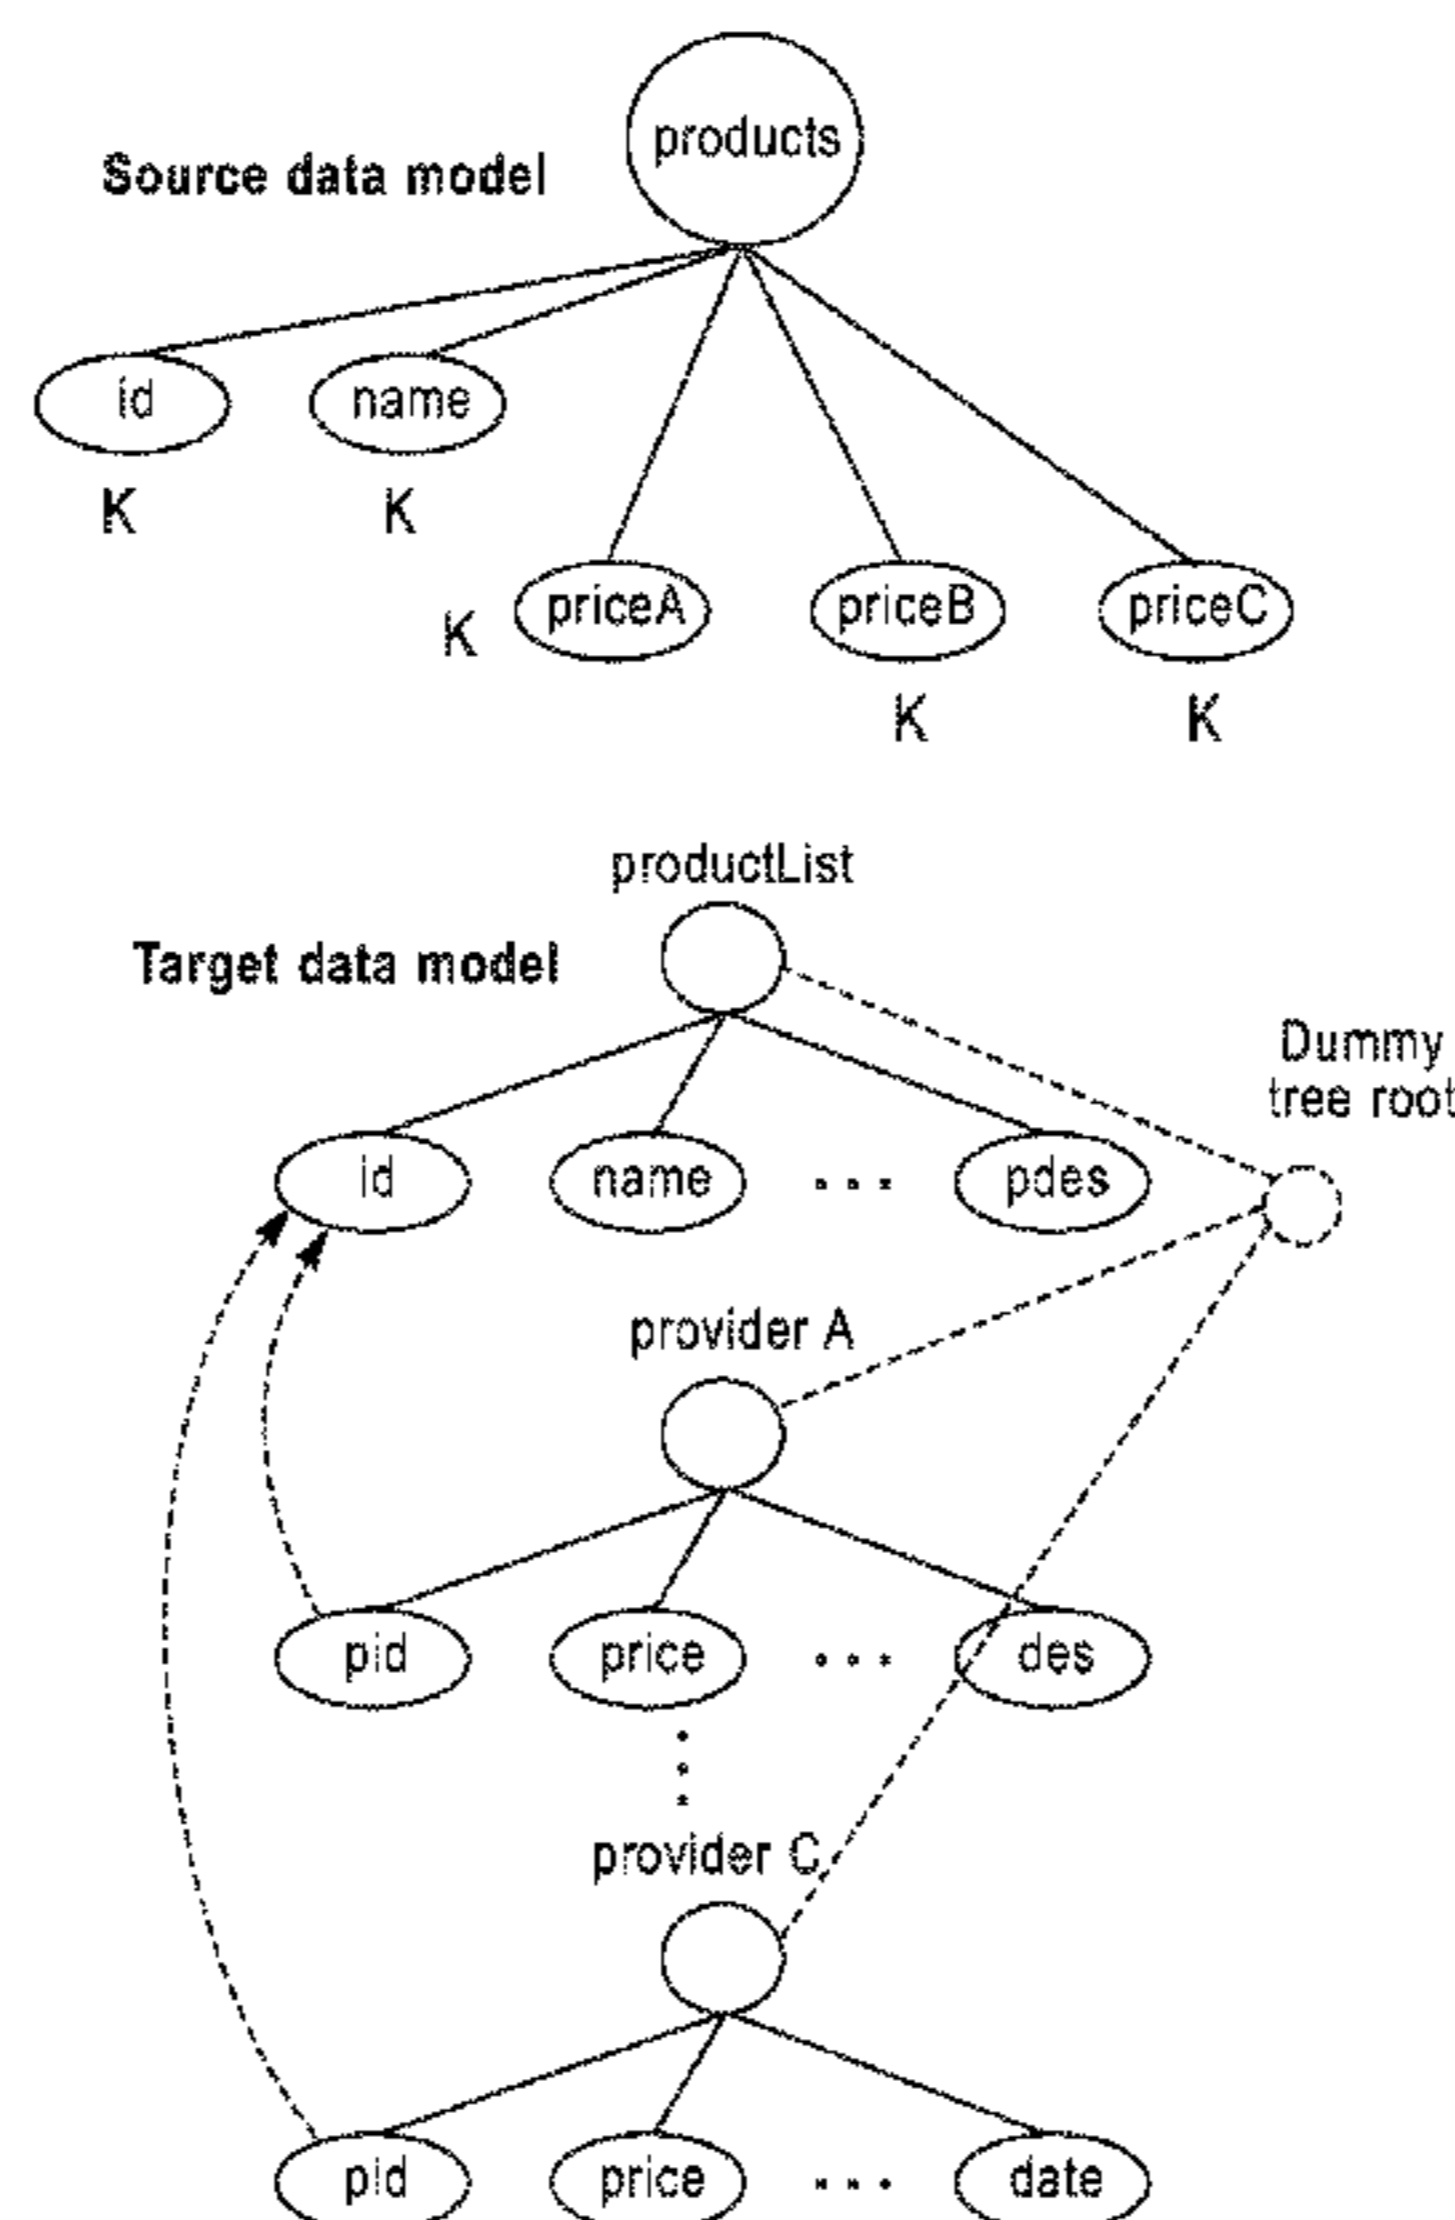 products
Source data model
id
name
K
K
priceA
priceB
priceC
K
K
K
productList
Target data model
Dummy
tree root
id
name
...
pdes
provider A
pid
price
...
des
provider C
pid
price
...
date